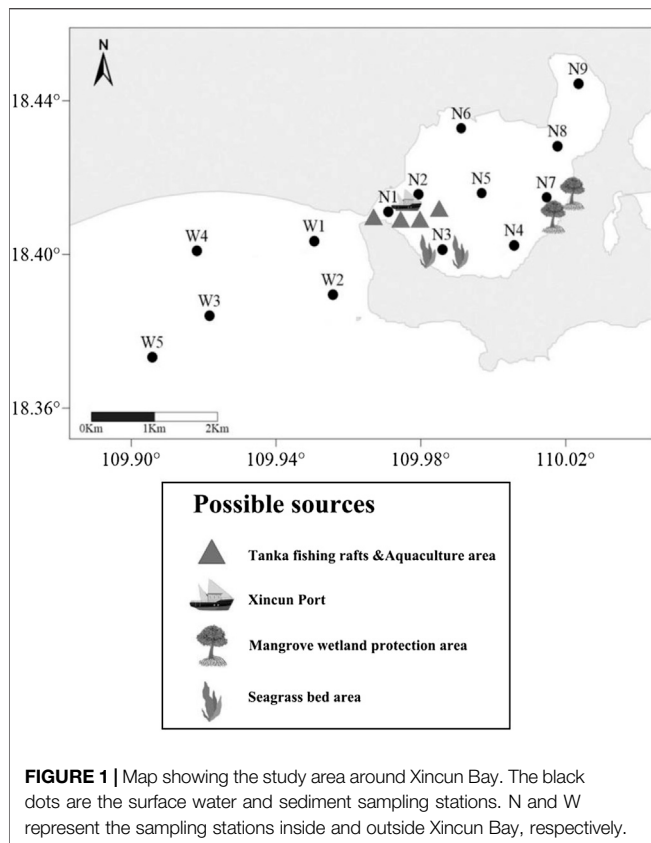 N
N9
18.44°
N6
N8
N2
N5
N7
N1
W1
W4
N3
N4
18.40°
W2
W3
W5
18.36°
0Km 1Km 2Km
109.90° 109.94° 109.98° 110.02°
Possible sources
Tanka fishing rafts &Aquaculture area
Xincun Port
Mangrove wetland protection area
Seagrass bed area
FIGURE 1 | Map showing the study area around Xincun Bay. The black
dots are the surface water and sediment sampling stations. N and W
represent the sampling stations inside and outside Xincun Bay, respectively.